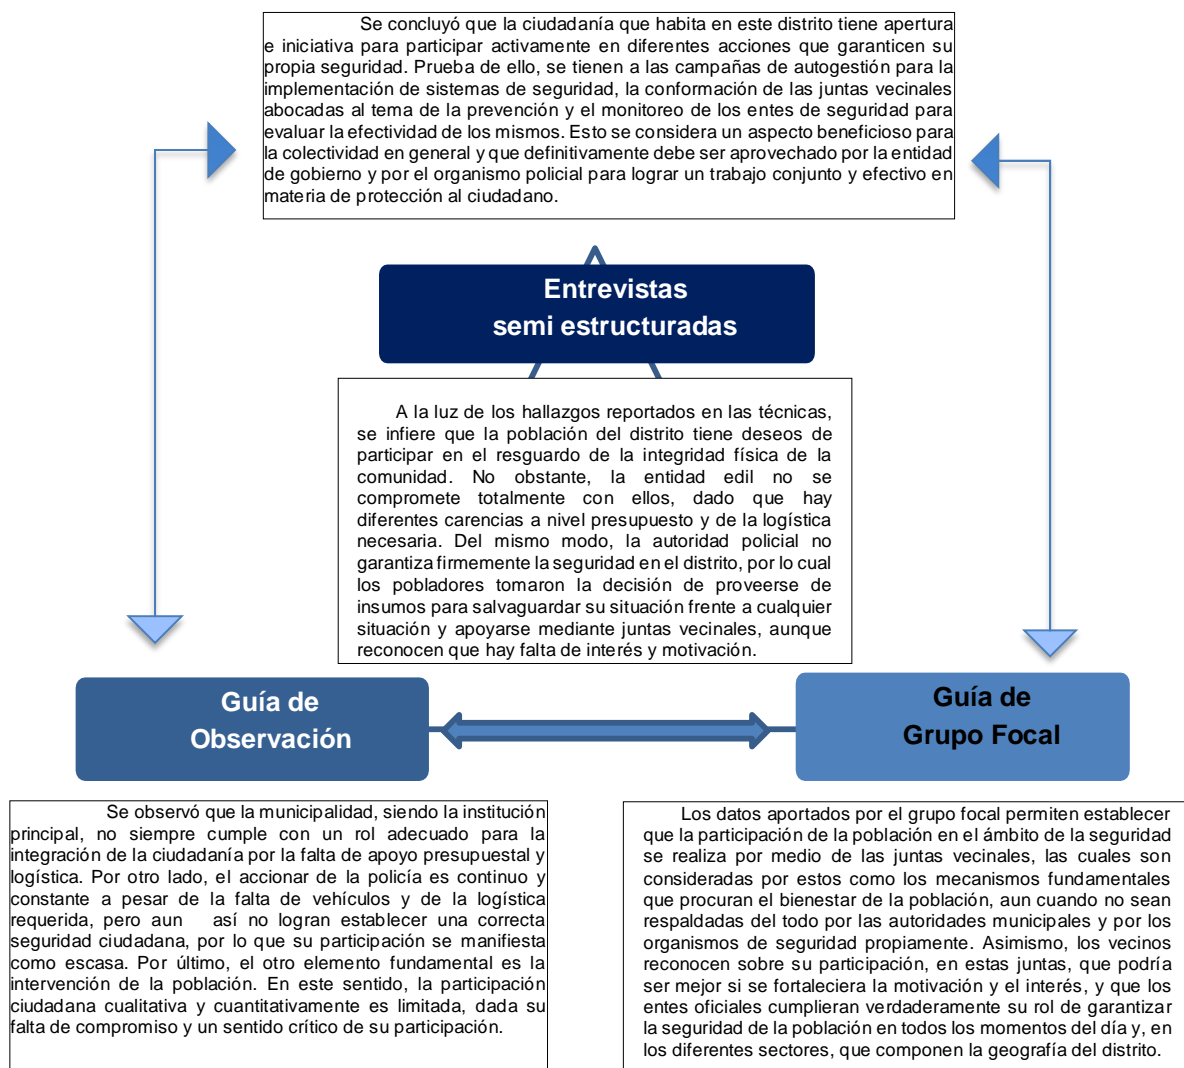 Se concluyó que la ciudadanía que habita en este distrito tiene apertura
e iniciativa para participar activamente en diferentes acciones que garanticen su
propia seguridad. Prueba de ello, se tienen a las campañas de autogestión para la
implementación de sistemas de seguridad, la conformación de las juntas vecinales
abocadas al tema de la prevención y el monitoreo de los entes de seguridad para
evaluar la efectividad de los mismos. Esto se considera un aspecto beneficioso para
la colectividad en general y que definitivamente debe ser aprovechado por la entidad
de gobierno y por el organismo policial para lograr un trabajo conjunto y efectivo en
materia de protección al ciudadano.
Entrevistas
semi estructuradas
A la luz de los hallazgos reportados en las técnicas,
se infiere que la población del distrito tiene deseos de
participar en el resguardo de la integridad física de la
comunidad. No obstante, la entidad edil no se
compromete totalmente con ellos, dado que hay
diferentes carencias a nivel presupuesto y de la logística
necesaria. Del mismo modo, la autoridad policial no
garantiza firmemente la seguridad en el distrito, por lo cual
los pobladores tomaron la decisión de proveerse de
insumos para salvaguardar su situación frente a cualquier
situación y apoyarse mediante juntas vecinales, aunque
reconocen que hay falta de interés y motivación.
Guía de
Observación
Guía de
Grupo Focal
Se observó que la municipalidad, siendo la institución
principal, no siempre cumple con un rol adecuado para la
integración de la ciudadanía por la falta de apoyo presupuestal y
logística. Por otro lado, el accionar de la policía es continuo y
constante a pesar de la falta de vehículos y de la logística
requerida, pero aun así no logran establecer una correcta
seguridad ciudadana, por lo que su participación se manifiesta
como escasa. Por último, el otro elemento fundamental es la
intervención de la población. En este sentido, la participación
ciudadana cualitativa y cuantitativamente es limitada, dada su
falta de compromiso y un sentido crítico de su participación.
Los datos aportados por el grupo focal permiten establecer
que la participación de la población en el ámbito de la seguridad
se realiza por medio de las juntas vecinales, las cuales son
consideradas por estos como los mecanismos fundamentales
que procuran el bienestar de la población, aun cuando no sean
respaldadas del todo por las autoridades municipales y por los
organismos de seguridad propiamente. Asimismo, los vecinos
reconocen sobre su participación, en estas juntas, que podría
ser mejor si se fortaleciera la motivación y el interés, y que los
entes oficiales cumplieran verdaderamente su rol de garantizar
la seguridad de la población en todos los momentos del día y, en
los diferentes sectores, que componen la geografía del distrito.